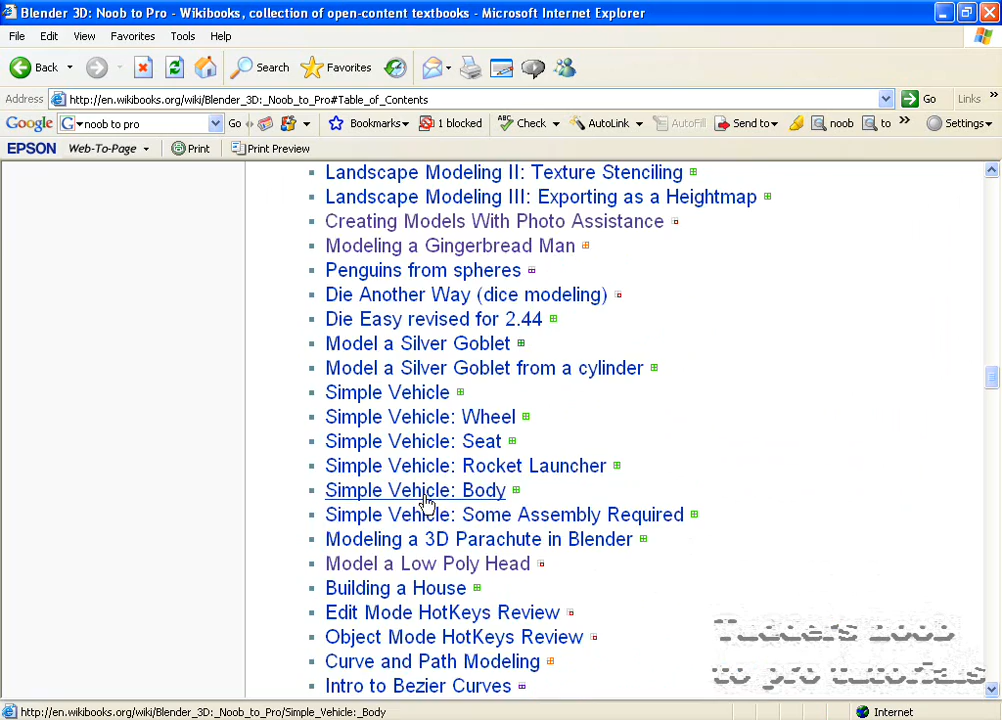 Blender 3D: Noob to Pro - Wikibooks, collection of open-content textbooks - Microsoft Internet Explorer
File Edit View Favorites Tools Help
Back Search Favorites
Address http://en.wikibooks.org/wiki/Blender_3D:_Noob_to_Pro#Table_of_Contents Go Links »
Google G noob to pro Go Bookmarks 1 blocked ABC Check AutoLink AutoFill Send to noob to » Settings
EPSON Web-To-Page Print Print Preview
Landscape Modeling II: Texture Stenciling
Landscape Modeling III: Exporting as a Heightmap
Creating Models With Photo Assistance
Modeling a Gingerbread Man
Penguins from spheres
Die Another Way (dice modeling)
Die Easy revised for 2.44
Model a Silver Goblet
Model a Silver Goblet from a cylinder
Simple Vehicle
Simple Vehicle: Wheel
Simple Vehicle: Seat
Simple Vehicle: Rocket Launcher
Simple Vehicle: Body
Simple Vehicle: Some Assembly Required
Modeling a 3D Parachute in Blender
Model a Low Poly Head
Building a House
Edit Mode HotKeys Review
Object Mode HotKeys Review
Curve and Path Modeling
Intro to Bezier Curves
noob
to pro tutorials
http://en.wikibooks.org/wiki/Blender_3D:_Noob_to_Pro/Simple_Vehicle:_Body Internet